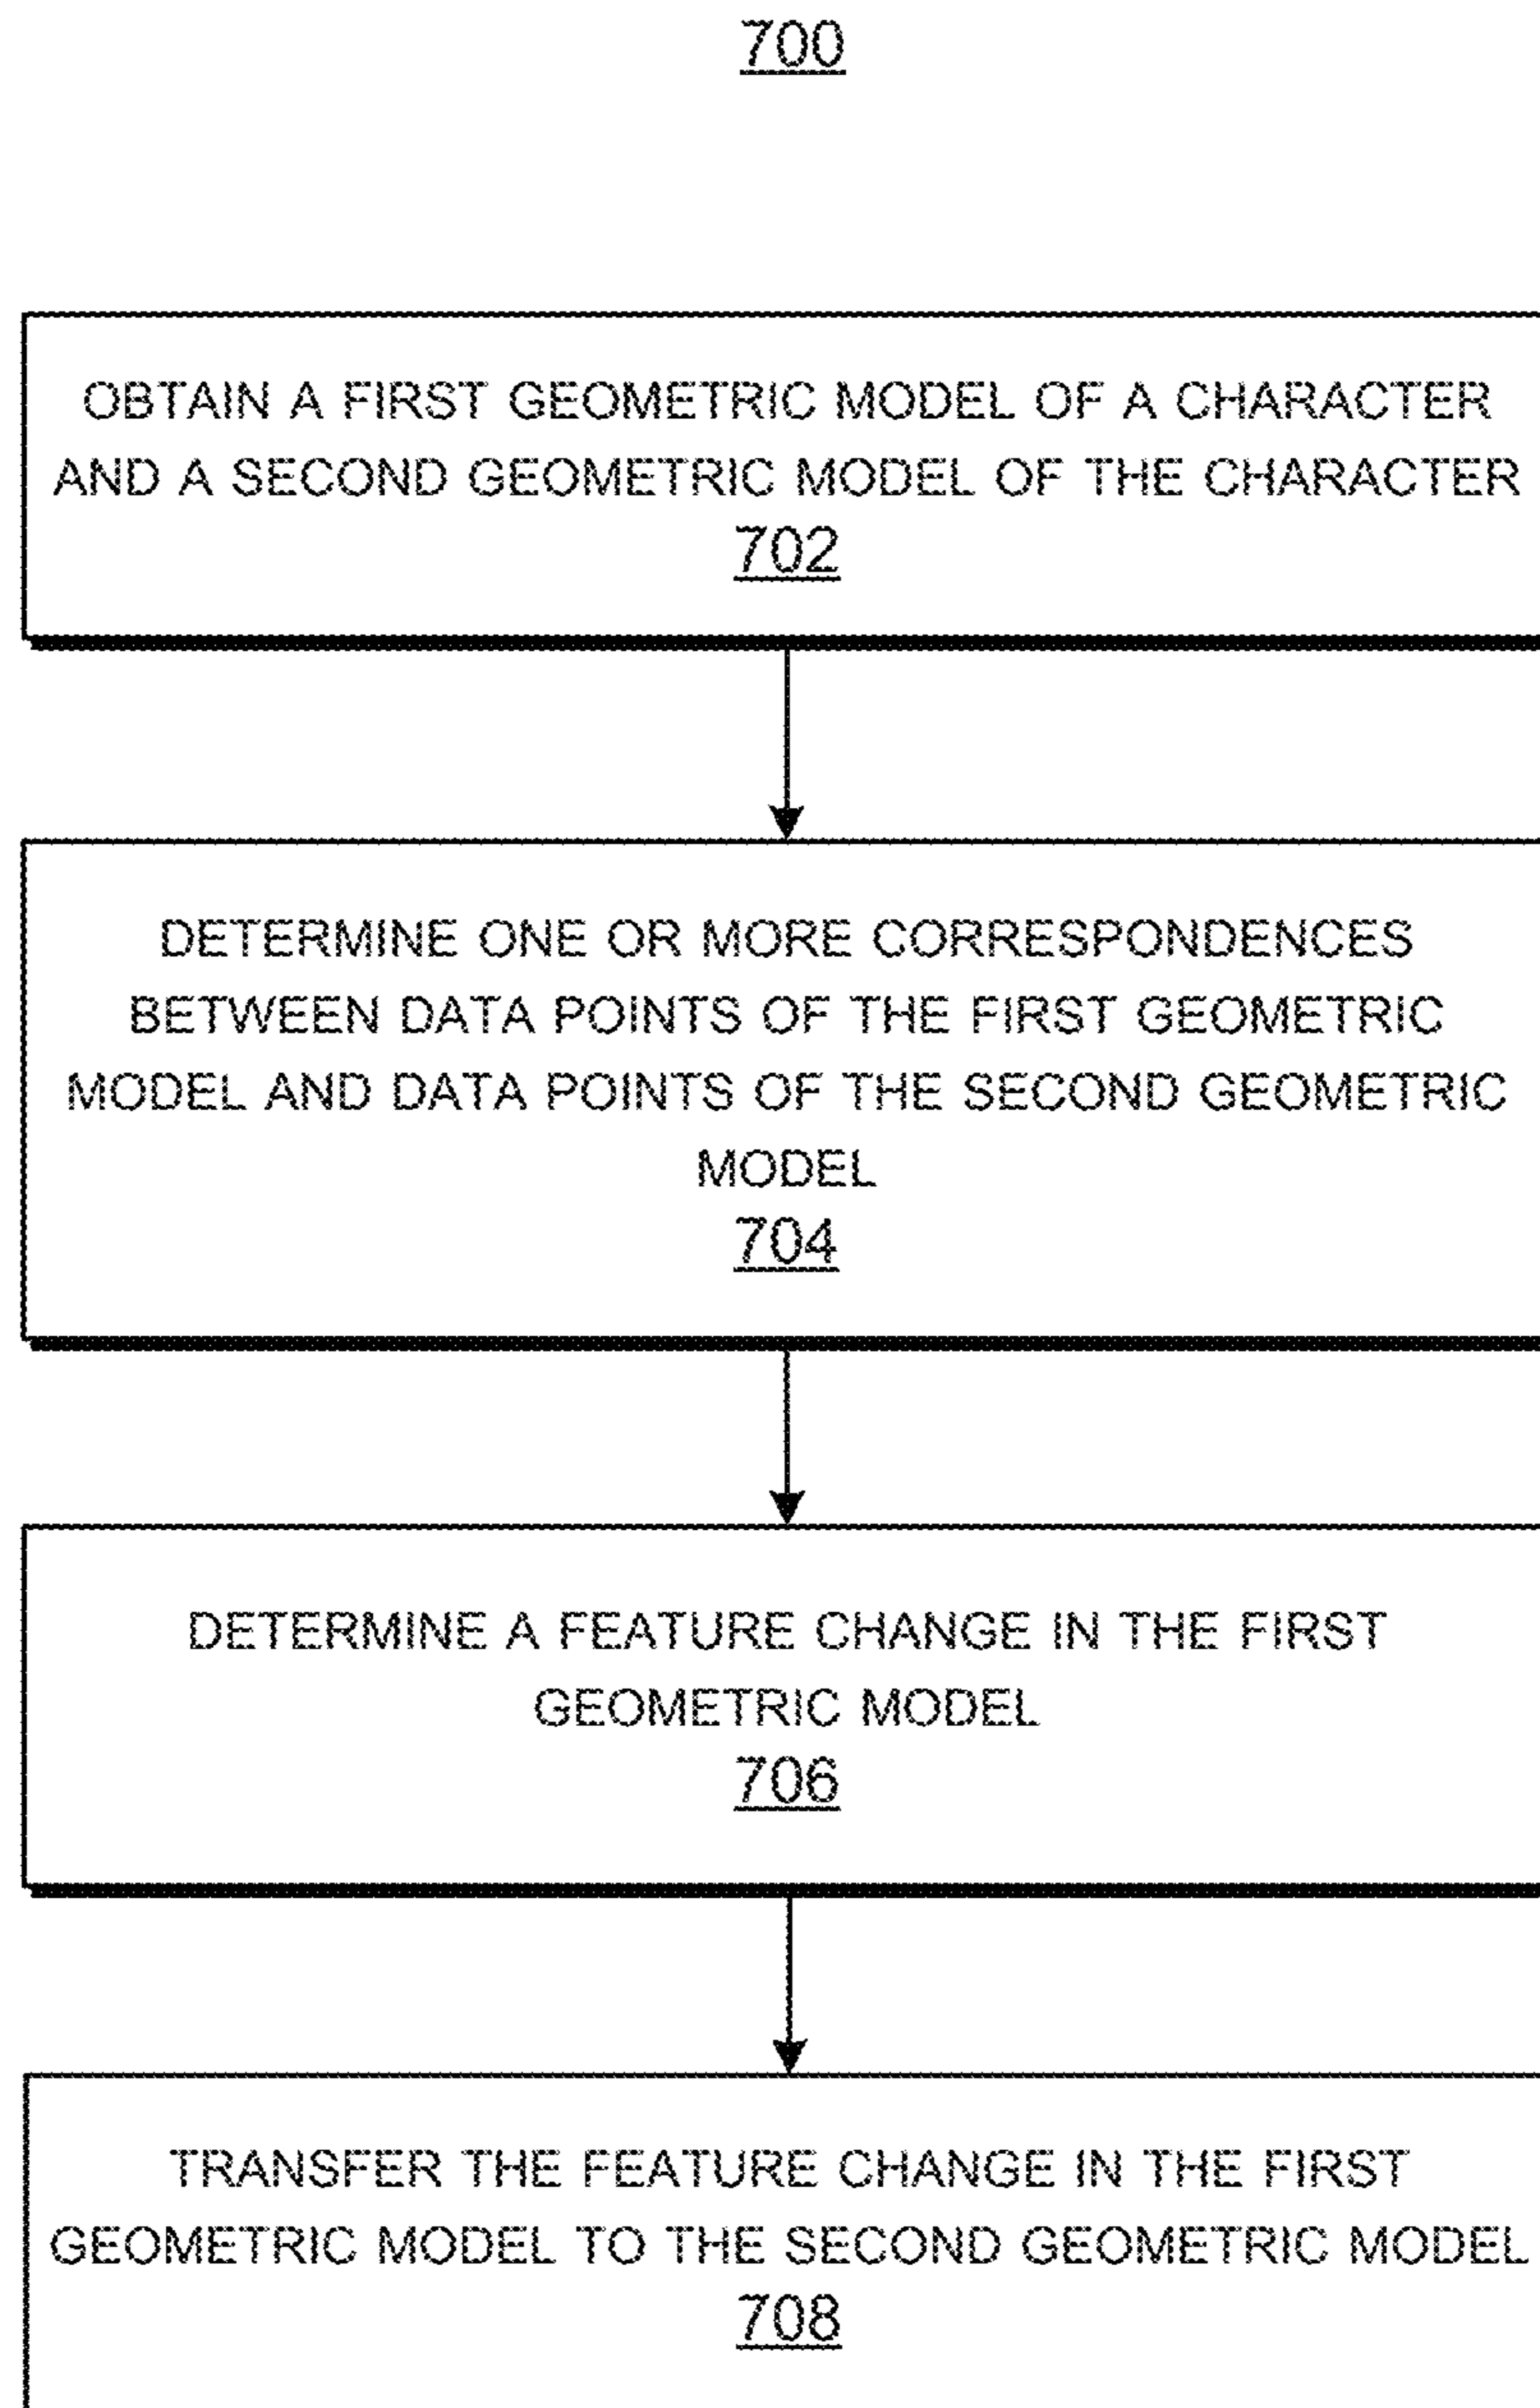 700
OBTAIN A FIRST GEOMETRIC MODEL OF A CHARACTER
AND A SECOND GEOMETRIC MODEL OF THE CHARACTER
702
DETERMINE ONE OR MORE CORRESPONDENCES
BETWEEN DATA POINTS OF THE FIRST GEOMETRIC
MODEL AND DATA POINTS OF THE SECOND GEOMETRIC
MODEL
704
DETERMINE A FEATURE CHANGE IN THE FIRST
GEOMETRIC MODEL
706
TRANSFER THE FEATURE CHANGE IN THE FIRST
GEOMETRIC MODEL TO THE SECOND GEOMETRIC MODEL
708